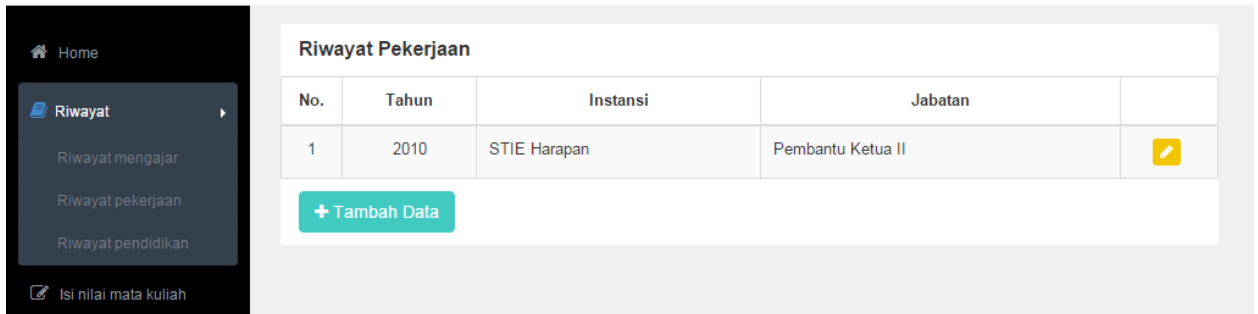 Home
Riwayat
Riwayat mengajar
Riwayat pekerjaan
Riwayat pendidikan
Isi nilai mata kuliah
Riwayat Pekerjaan
No. Tahun Instansi Jabatan
1 2010 STIE Harapan Pembantu Ketua II
+ Tambah Data